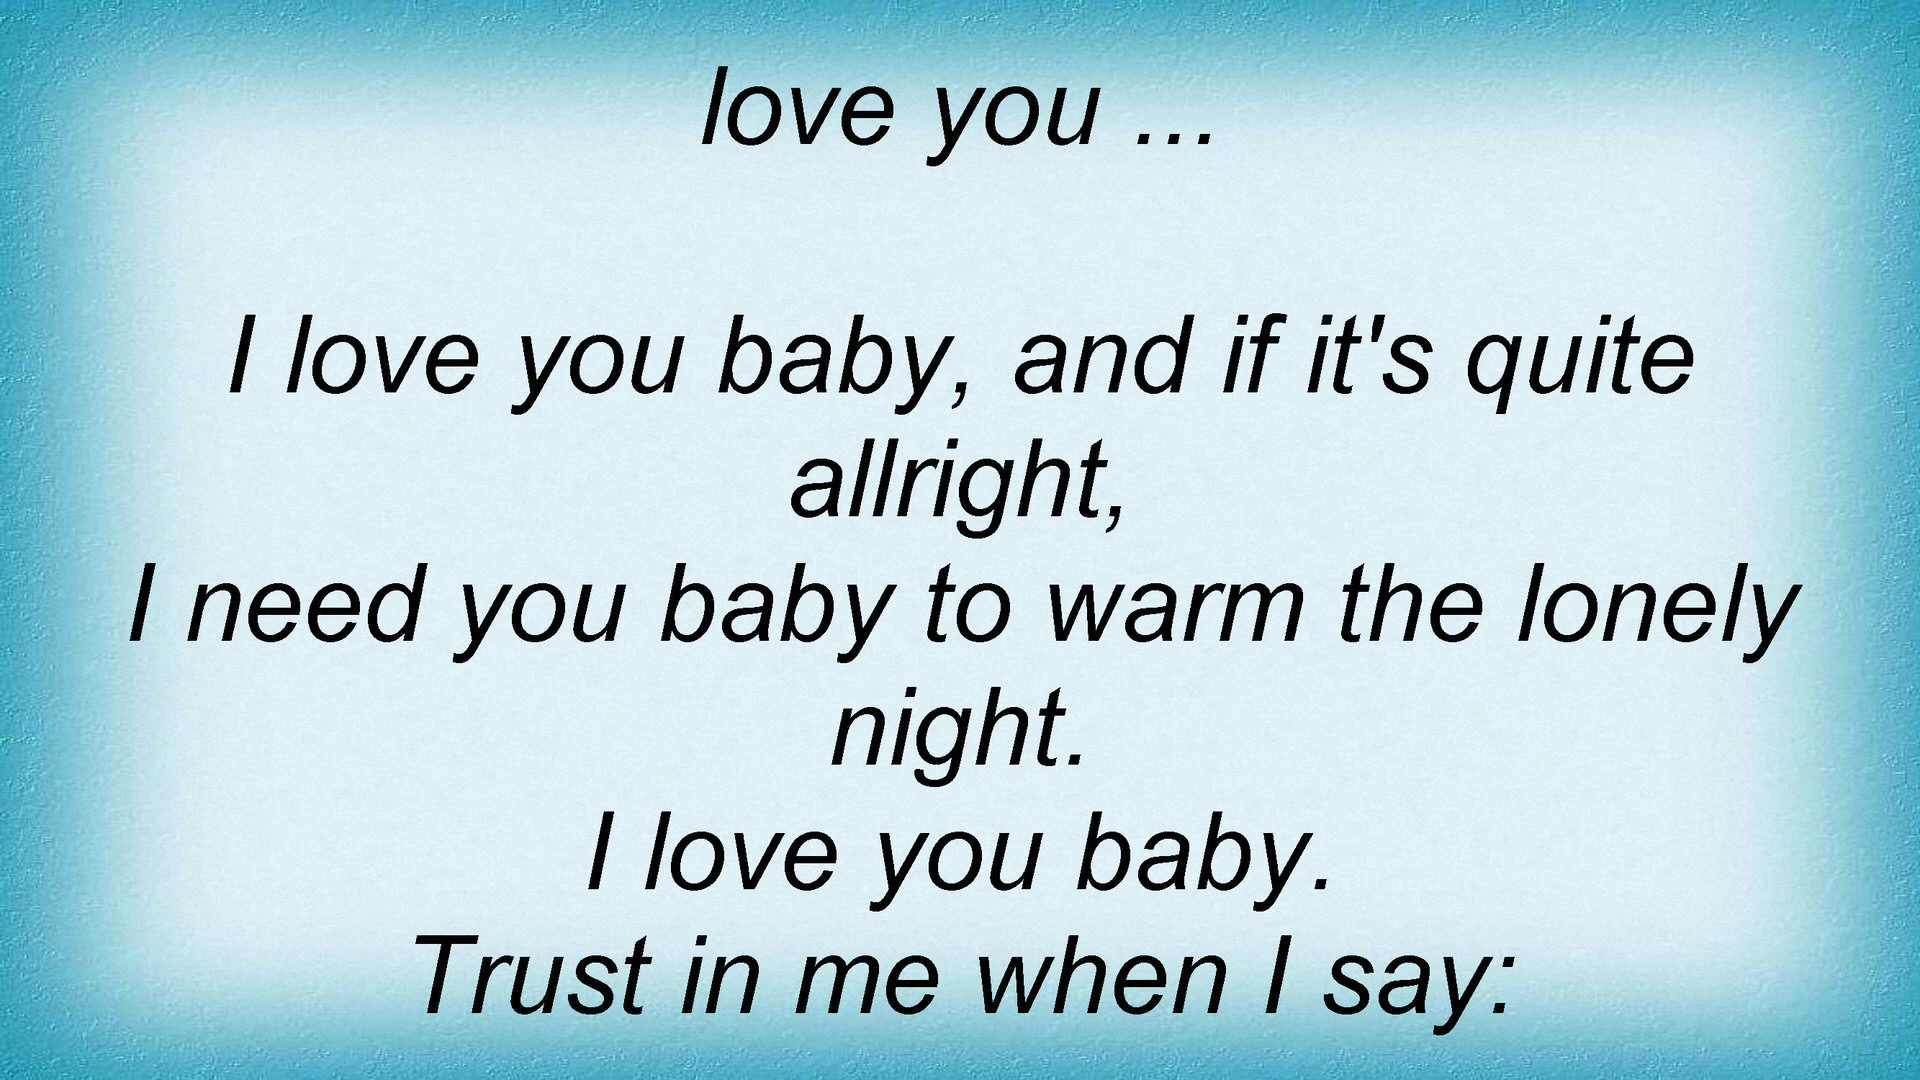 love you ...
I love you baby, and if it's quite
allright,
I need you baby to warm the lonely
night.
I love you baby.
Trust in me when I say: